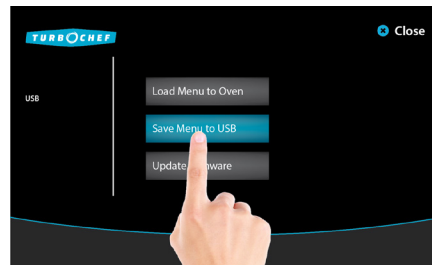 TURBOCHEF
Close
USB
Load Menu to Oven
Save Menu to USB
Update